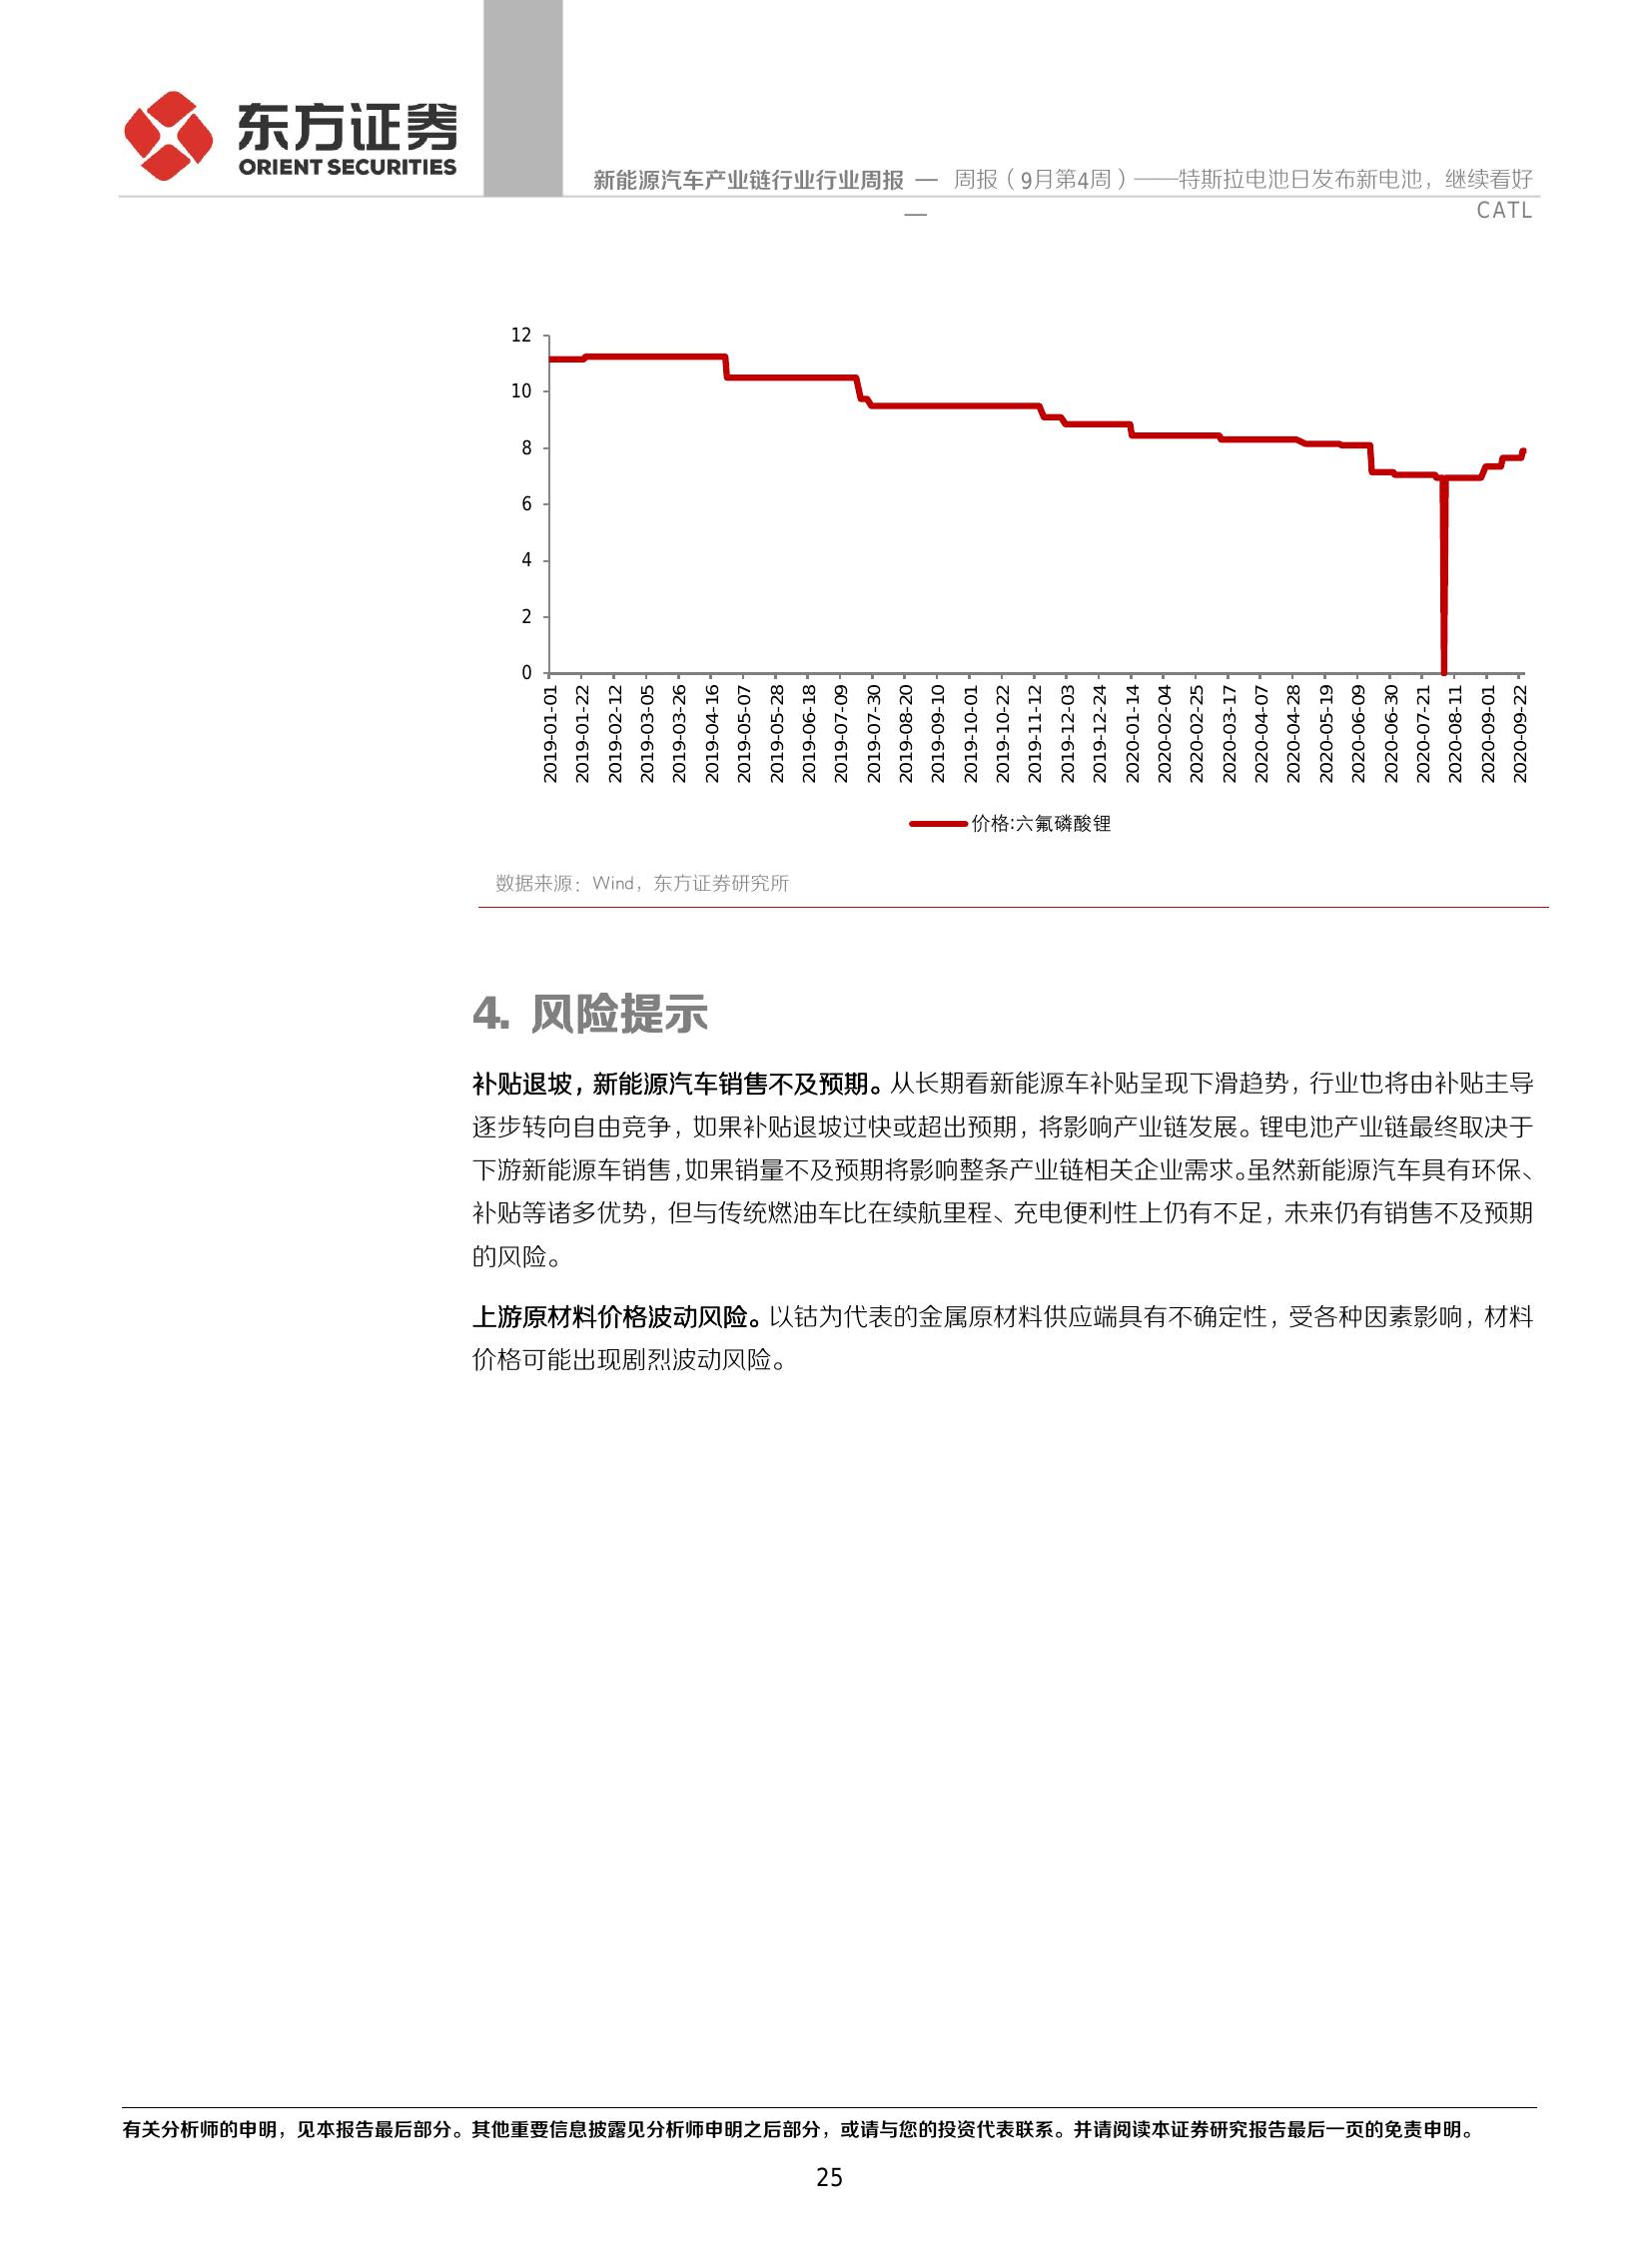 东方证券
ORIENT SECURITIES
新能源汽车产业链行业行业周报 — 周报（9月第4周）——特斯拉电池日发布新电池，继续看好
— CATL
12
10
8
6
4
2
0
2019-01-01
2019-01-22
2019-02-12
2019-03-05
2019-03-26
2019-04-16
2019-05-07
2019-05-28
2019-06-18
2019-07-09
2019-07-30
2019-08-20
2019-09-10
2019-10-01
2019-10-22
2019-11-12
2019-12-03
2019-12-24
2020-01-14
2020-02-04
2020-02-25
2020-03-17
2020-04-07
2020-04-28
2020-05-19
2020-06-09
2020-06-30
2020-07-21
2020-08-11
2020-09-01
2020-09-22
价格:六氟磷酸锂
数据来源：Wind，东方证券研究所
4. 风险提示
补贴退坡，新能源汽车销售不及预期。从长期看新能源车补贴呈现下滑趋势，行业也将由补贴主导
逐步转向自由竞争，如果补贴退坡过快或超出预期，将影响产业链发展。锂电池产业链最终取决于
下游新能源车销售，如果销量不及预期将影响整条产业链相关企业需求。虽然新能源汽车具有环保、
补贴等诸多优势，但与传统燃油车比在续航里程、充电便利性上仍有不足，未来仍有销售不及预期
的风险。
上游原材料价格波动风险。以钴为代表的金属原材料供应端具有不确定性，受各种因素影响，材料
价格可能出现剧烈波动风险。
有关分析师的申明，见本报告最后部分。其他重要信息披露见分析师申明之后部分，或请与您的投资代表联系。并请阅读本证券研究报告最后一页的免责申明。
25